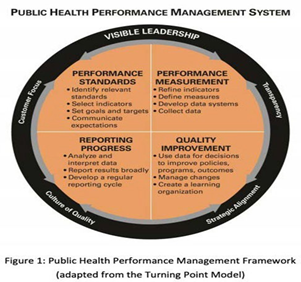 PUBLIC HEALTH PERFORMANCE MANAGEMENT SYSTEM
VISIBLE LEADERSHIP
Customer Focus
Transparency
PERFORMANCE
STANDARDS
• Identify relevant
standards
• Select indicators
• Set goals and targets
• Communicate
expectations
PERFORMANCE
MEASUREMENT
• Refine indicators
• Define measures
• Develop data systems
• Collect data
REPORTING
PROGRESS
• Analyze and
interpret data
• Report results broadly
• Develop a regular
reporting cycle
QUALITY
IMPROVEMENT
• Use data for decisions
to improve policies,
programs, outcomes
• Manage changes
• Create a learning
organization
Culture of Quality
Strategic Alignment
Figure 1: Public Health Performance Management Framework
(adapted from the Turning Point Model)